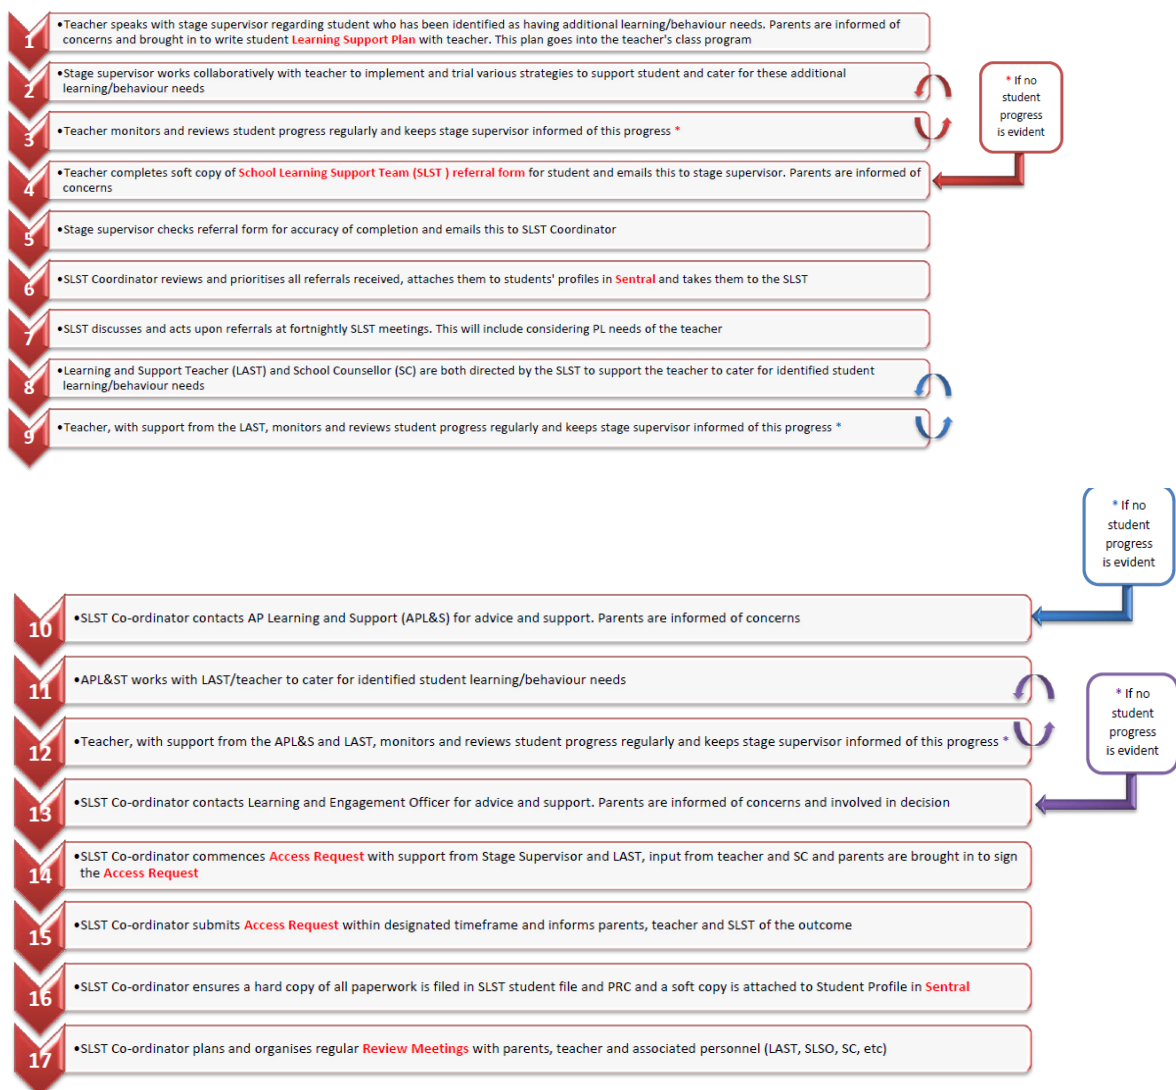 1
•Teacher speaks with stage supervisor regarding student who has been identified as having additional learning/behaviour needs. Parents are informed of
concerns and brought in to write student Learning Support Plan with teacher. This plan goes into the teacher's class program
2
•Stage supervisor works collaboratively with teacher to implement and trial various strategies to support student and cater for these additional
learning/behaviour needs
* If no
student
progress
is evident
3
•Teacher monitors and reviews student progress regularly and keeps stage supervisor informed of this progress *
4
•Teacher completes soft copy of School Learning Support Team (SLST ) referral form for student and emails this to stage supervisor. Parents are informed of
concerns
5
•Stage supervisor checks referral form for accuracy of completion and emails this to SLST Coordinator
6
•SLST Coordinator reviews and prioritises all referrals received, attaches them to students' profiles in Sentral and takes them to the SLST
7
•SLST discusses and acts upon referrals at fortnightly SLST meetings. This will include considering PL needs of the teacher
8
•Learning and Support Teacher (LAST) and School Counsellor (SC) are both directed by the SLST to support the teacher to cater for identified student
learning/behaviour needs
9
•Teacher, with support from the LAST, monitors and reviews student progress regularly and keeps stage supervisor informed of this progress *
* If no
student
progress
is evident
10
•SLST Co-ordinator contacts AP Learning and Support (APL&S) for advice and support. Parents are informed of concerns
11
•APL&ST works with LAST/teacher to cater for identified student learning/behaviour needs
* If no
student
progress
is evident
12
•Teacher, with support from the APL&S and LAST, monitors and reviews student progress regularly and keeps stage supervisor informed of this progress *
13
•SLST Co-ordinator contacts Learning and Engagement Officer for advice and support. Parents are informed of concerns and involved in decision
14
•SLST Co-ordinator commences Access Request with support from Stage Supervisor and LAST, input from teacher and SC and parents are brought in to sign
the Access Request
15
•SLST Co-ordinator submits Access Request within designated timeframe and informs parents, teacher and SLST of the outcome
16
•SLST Co-ordinator ensures a hard copy of all paperwork is filed in SLST student file and PRC and a soft copy is attached to Student Profile in Sentral
17
•SLST Co-ordinator plans and organises regular Review Meetings with parents, teacher and associated personnel (LAST, SLSO, SC, etc)